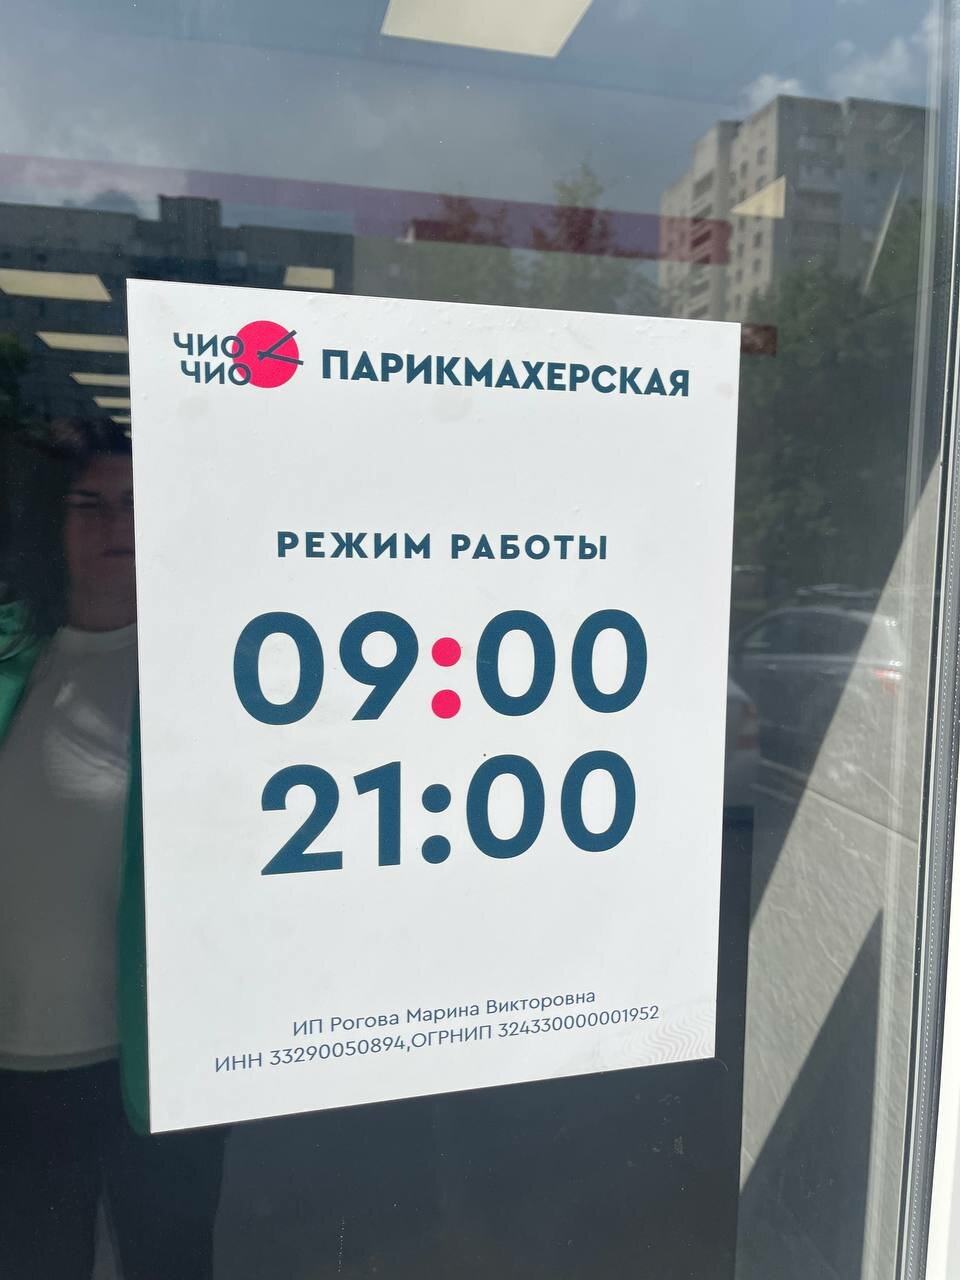 ЧИО
ЧИО
ПАРИКМАХЕРСКАЯ
РЕЖИМ РАБОТЫ
09:00
21:00
ИП Рогова Марина Викторовна
ИНН 33290050894,ОГРНИП 324330000001952